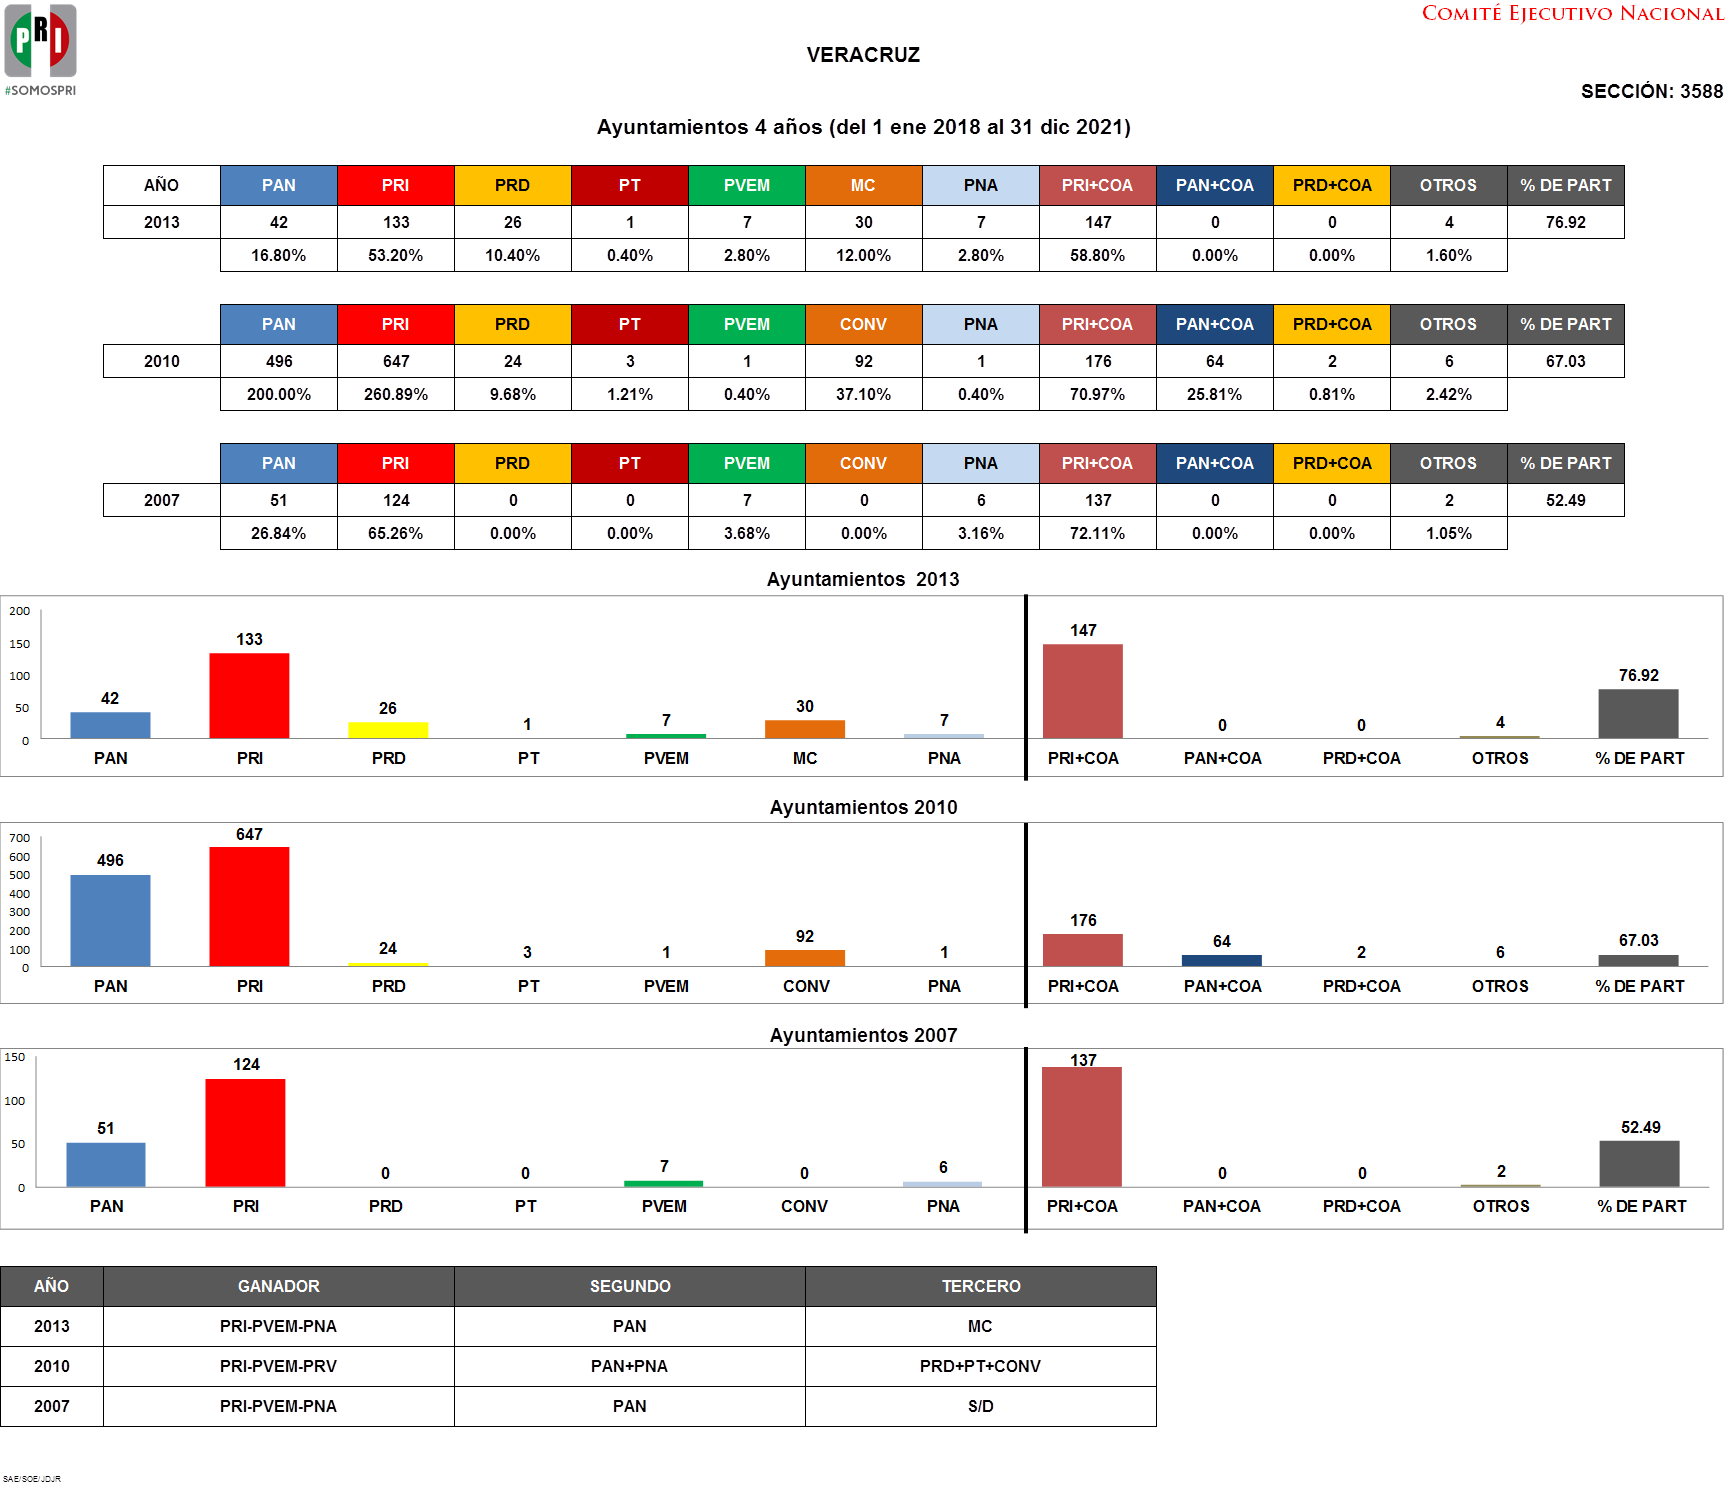 COMITÉ EJECUTIVO NACIONAL
PRI
#SOMOSPRI
VERACRUZ
SECCIÓN: 3588
Ayuntamientos 4 años (del 1 ene 2018 al 31 dic 2021)
AÑO PAN PRI PRD PT PVEM MC PNA PRI+COA PAN+COA PRD+COA OTROS % DE PART
2013 42 133 26 1 7 30 7 147 0 0 4 76.92
16.80% 53.20% 10.40% 0.40% 2.80% 12.00% 2.80% 58.80% 0.00% 0.00% 1.60%
PAN PRI PRD PT PVEM CONV PNA PRI+COA PAN+COA PRD+COA OTROS % DE PART
2010 496 647 24 3 1 92 1 176 64 2 6 67.03
200.00% 260.89% 9.68% 1.21% 0.40% 37.10% 0.40% 70.97% 25.81% 0.81% 2.42%
PAN PRI PRD PT PVEM CONV PNA PRI+COA PAN+COA PRD+COA OTROS % DE PART
2007 51 124 0 0 7 0 6 137 0 0 2 52.49
26.84% 65.26% 0.00% 0.00% 3.68% 0.00% 3.16% 72.11% 0.00% 0.00% 1.05%
Ayuntamientos 2013
200
150
100
50
0
42 133 26 1 7 30 7 147 0 0 4 76.92
PAN PRI PRD PT PVEM MC PNA PRI+COA PAN+COA PRD+COA OTROS % DE PART
Ayuntamientos 2010
700
600
500
400
300
200
100
0
496 647 24 3 1 92 1 176 64 2 6 67.03
PAN PRI PRD PT PVEM CONV PNA PRI+COA PAN+COA PRD+COA OTROS % DE PART
Ayuntamientos 2007
150
100
50
0
51 124 0 0 7 0 6 137 0 0 2 52.49
PAN PRI PRD PT PVEM CONV PNA PRI+COA PAN+COA PRD+COA OTROS % DE PART
AÑO GANADOR SEGUNDO TERCERO
2013 PRI-PVEM-PNA PAN MC
2010 PRI-PVEM-PRV PAN+PNA PRD+PT+CONV
2007 PRI-PVEM-PNA PAN S/D
SAE/SOE/JDJR